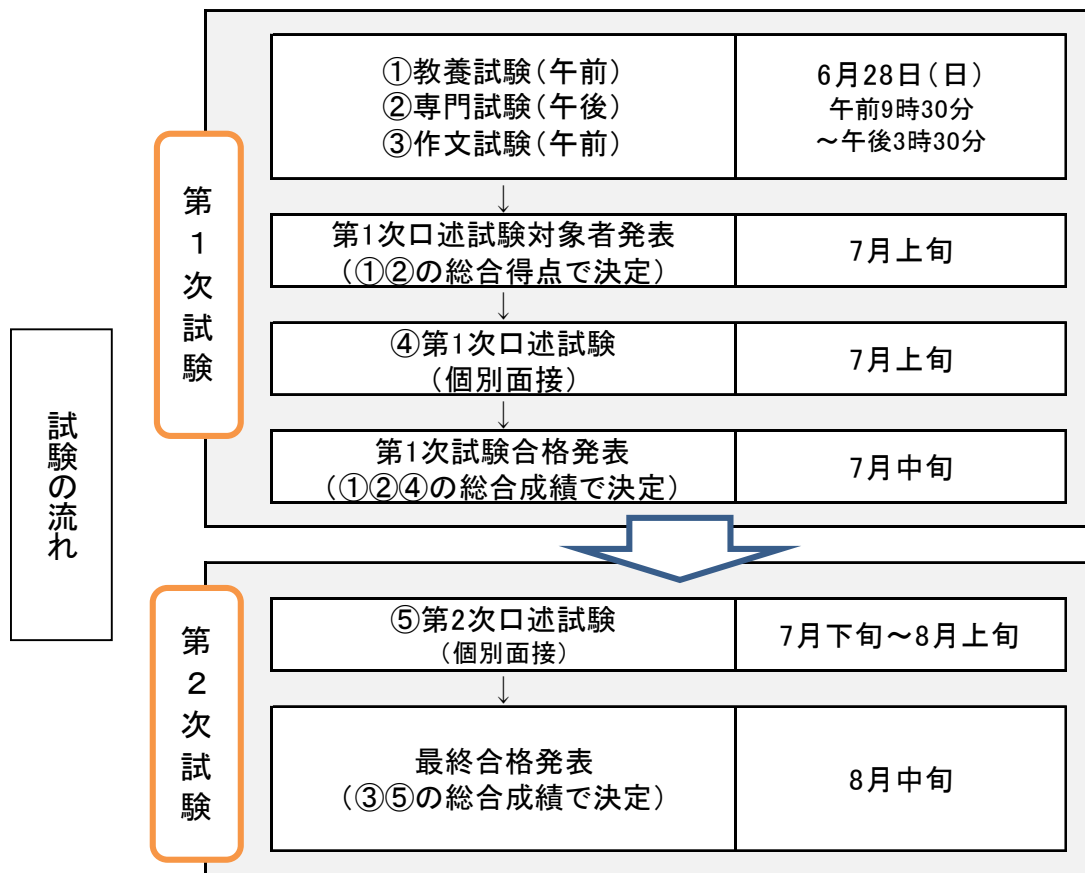 試験の流れ
第1次試験
①教養試験（午前）
②専門試験（午後）
③作文試験（午前）
6月28日（日）
午前9時30分
～午後3時30分
↓
第1次口述試験対象者発表
（①②の総合得点で決定）
7月上旬
↓
④第1次口述試験
（個別面接）
7月上旬
↓
第1次試験合格発表
（①②④の総合成績で決定）
7月中旬
第2次試験
⑤第2次口述試験
（個別面接）
7月下旬～8月上旬
↓
最終合格発表
（③⑤の総合成績で決定）
8月中旬